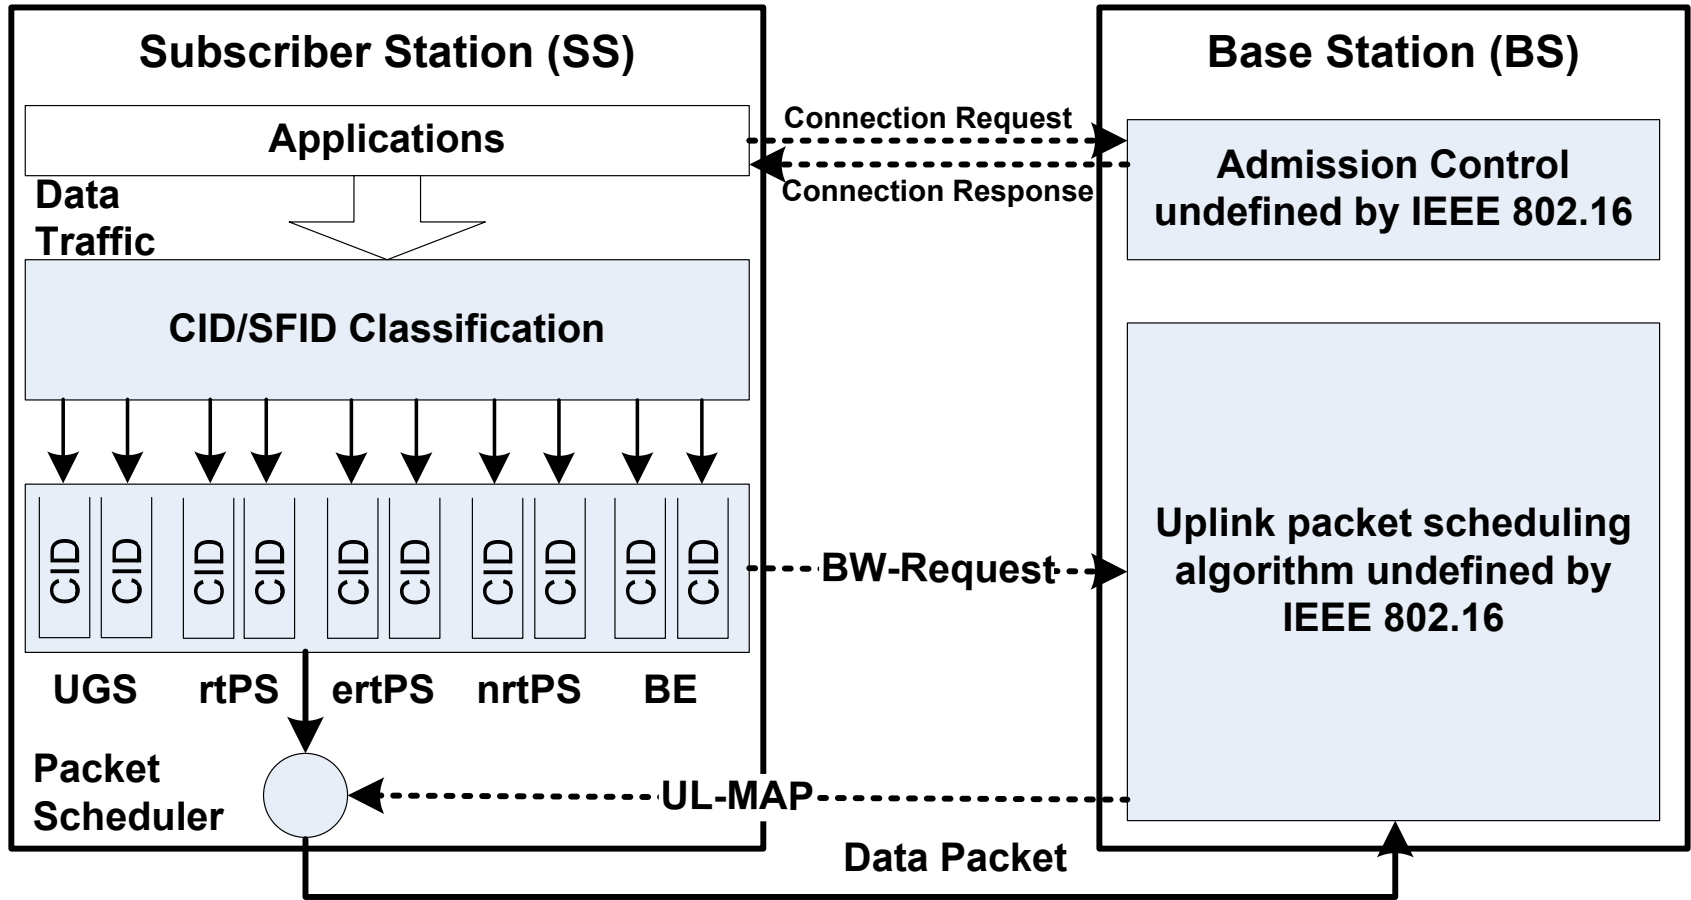 Subscriber Station (SS)
Base Station (BS)
Applications
Connection Request
Connection Response
Admission Control
undefined by IEEE 802.16
Data
Traffic
CID/SFID Classification
CID
CID
CID
CID
CID
CID
CID
CID
CID
CID
BW-Request
Uplink packet scheduling
algorithm undefined by
IEEE 802.16
UGS
rtPS
ertPS
nrtPS
BE
Packet
Scheduler
UL-MAP
Data Packet